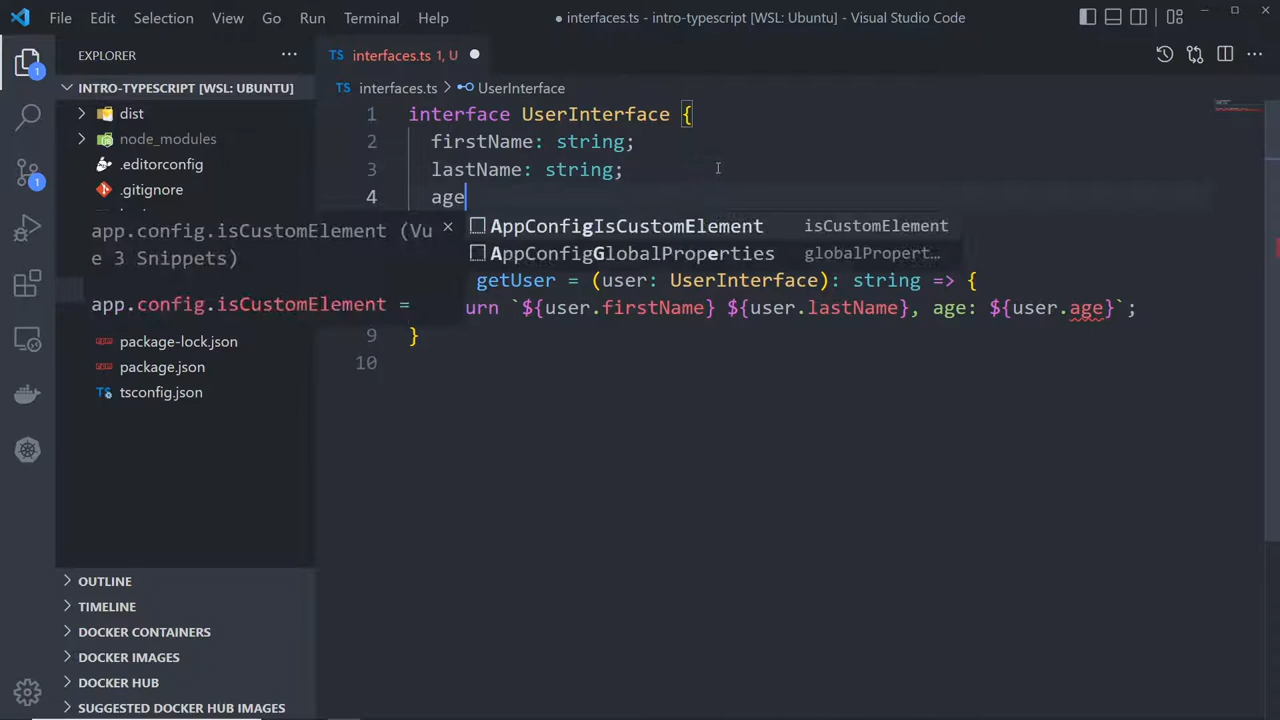 File Edit Selection View Go Run Terminal Help
● interfaces.ts - intro-typescript [WSL: Ubuntu] - Visual Studio Code
EXPLORER
INTRO-TYPESCRIPT [WSL: UBUNTU]
dist
node_modules
.editorconfig
.gitignore
package-lock.json
package.json
tsconfig.json
OUTLINE
TIMELINE
DOCKER CONTAINERS
DOCKER IMAGES
DOCKER HUB
SUGGESTED DOCKER HUB IMAGES
1
1
TS interfaces.ts 1, U
TS interfaces.ts > UserInterface
1 interface UserInterface {
2 firstName: string;
3 lastName: string;
4 age
app.config.isCustomElement (Vu
e 3 Snippets)
app.config.isCustomElement =
AppConfigIsCustomElement isCustomElement
AppConfigGlobalProperties globalPropert…
getUser = (user: UserInterface): string => {
urn `${user.firstName} ${user.lastName}, age: ${user.age}`;
9 }
10